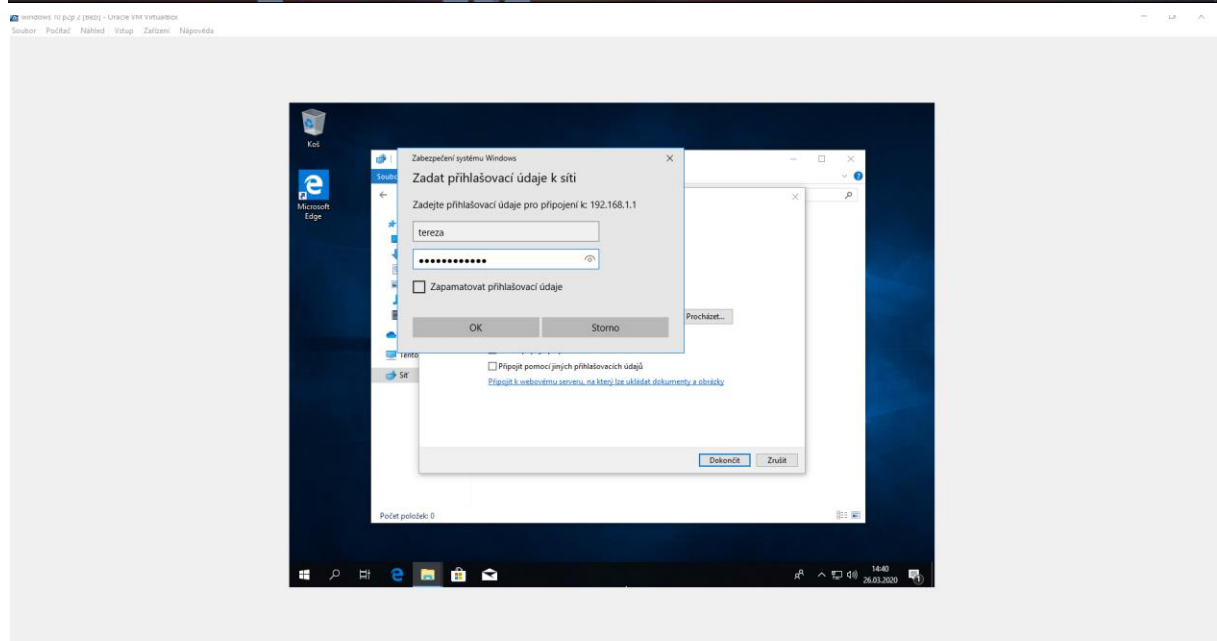 windows 10 p2p 2 [Běží] - Oracle VM VirtualBox
Soubor Počítač Náhled Vstup Zařízení Nápověda
Koš
Microsoft
Edge
Zabezpečení systému Windows
Zadat přihlašovací údaje k síti
Zadejte přihlašovací údaje pro připojení k: 192.168.1.1
tereza
Zapamatovat přihlašovací údaje
OK Storno
Procházet...
Tento
Připojit pomocí jiných přihlašovacích údajů
Síť
Připojit k webovému serveru, na který lze ukládat dokumenty a obrázky
Dokončit Zrušit
Počet položek: 0
14:40
26.03.2020